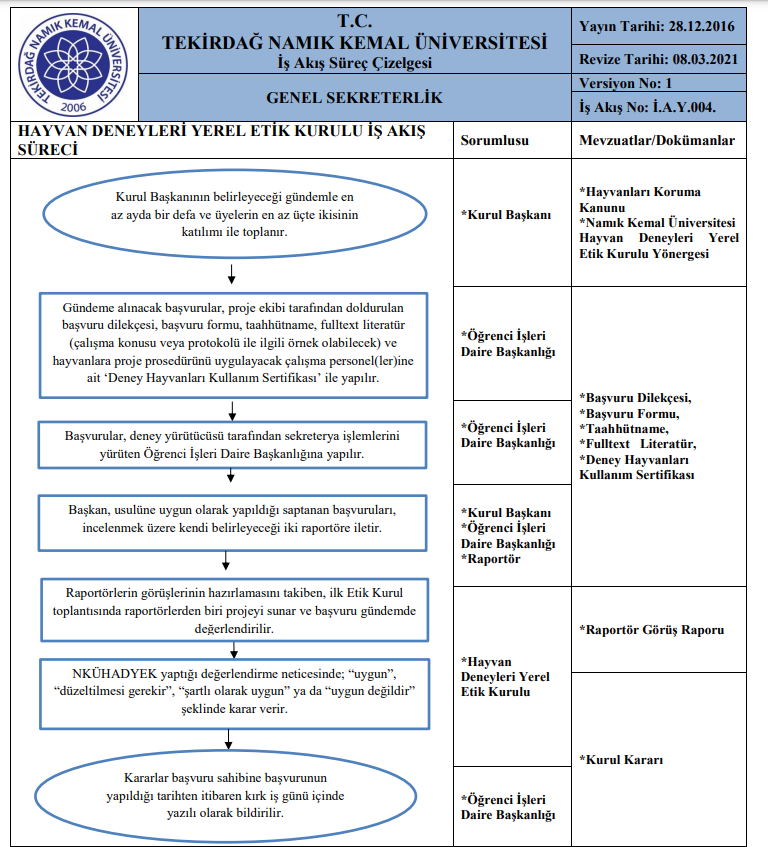 TEKİRDAĞ NAMIK KEMAL ÜNİVERSİTESİ
2006
T.C.
TEKİRDAĞ NAMIK KEMAL ÜNİVERSİTESİ
İş Akış Süreç Çizelgesi
GENEL SEKRETERLİK
Yayın Tarihi: 28.12.2016
Revize Tarihi: 08.03.2021
Versiyon No: 1
İş Akış No: İ.A.Y.004.
HAYVAN DENEYLERİ YEREL ETİK KURULU İŞ AKIŞ
SÜRECİ
Sorumlusu
Mevzuatlar/Dokümanlar
Kurul Başkanının belirleyeceği gündemle en
az ayda bir defa ve üyelerin en az üçte ikisinin
katılımı ile toplanır.
*Kurul Başkanı
*Hayvanları Koruma
Kanunu
*Namık Kemal Üniversitesi
Hayvan Deneyleri Yerel
Etik Kurulu Yönergesi
Gündeme alınacak başvurular, proje ekibi tarafından doldurulan
başvuru dilekçesi, başvuru formu, taahhütname, fulltext literatür
(çalışma konusu veya protokolü ile ilgili örnek olabilecek) ve
hayvanlara proje prosedürünü uygulayacak çalışma personel(ler)ine
ait ‘Deney Hayvanları Kullanım Sertifikası’ ile yapılır.
*Öğrenci İşleri
Daire Başkanlığı
Başvurular, deney yürütücüsü tarafından sekreterya işlemlerini
yürüten Öğrenci İşleri Daire Başkanlığına yapılır.
*Öğrenci İşleri
Daire Başkanlığı
*Başvuru Dilekçesi,
*Başvuru Formu,
*Taahhütname,
*Fulltext Literatür,
*Deney Hayvanları
Kullanım Sertifikası
Başkan, usulüne uygun olarak yapıldığı saptanan başvuruları,
incelenmek üzere kendi belirleyeceği iki raportöre iletir.
*Kurul Başkanı
*Öğrenci İşleri
Daire Başkanlığı
*Raportör
Raportörlerin görüşlerinin hazırlamasını takiben, ilk Etik Kurul
toplantısında raportörlerden biri projeyi sunar ve başvuru gündemde
değerlendirilir.
*Raportör Görüş Raporu
NKÜHADYEK yaptığı değerlendirme neticesinde; “uygun”,
“düzeltilmesi gerekir”, “şartlı olarak uygun” ya da “uygun değildir”
şeklinde karar verir.
*Hayvan
Deneyleri Yerel
Etik Kurulu
*Kurul Kararı
Kararlar başvuru sahibine başvurunun
yapıldığı tarihten itibaren kırk iş günü içinde
yazılı olarak bildirilir.
*Öğrenci İşleri
Daire Başkanlığı